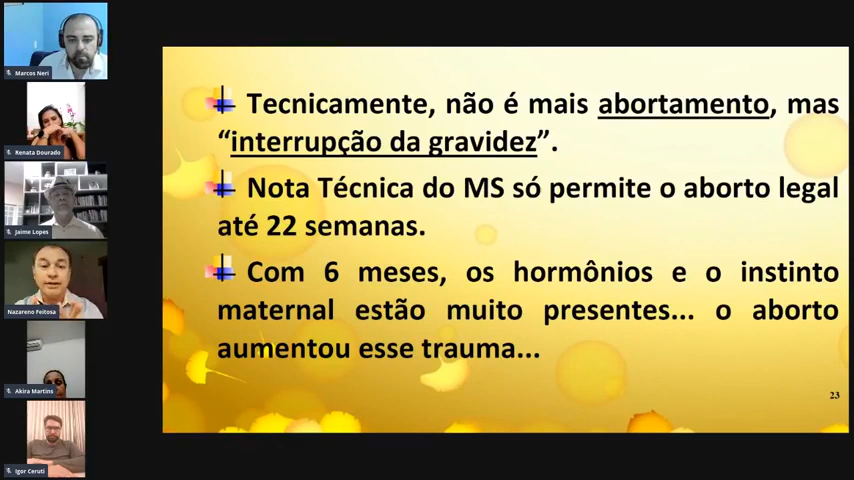 Marcos Neri
Renata Dourado
Jaime Lopes
Nazareno Feitosa
Akira Martins
Igor Ceruti
Tecnicamente, não é mais abortamento, mas
“interrupção da gravidez”.
Nota Técnica do MS só permite o aborto legal
até 22 semanas.
Com 6 meses, os hormônios e o instinto
maternal estão muito presentes... o aborto
aumentou esse trauma...
23